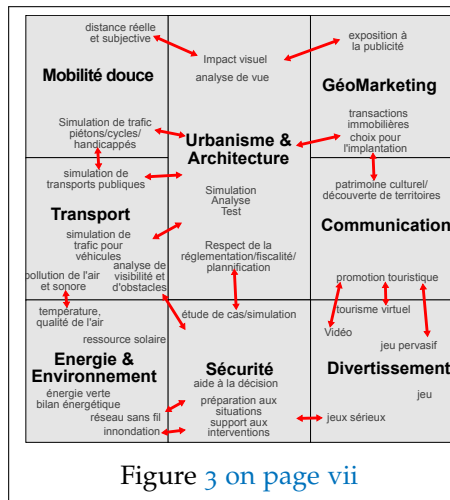 distance réelle
et subjective
Mobilité douce
Simulation de trafic
piétons/cycles/
handicappés
Impact visuel
analyse de vue
Urbanisme &
Architecture
Simulation
Analyse
Test
Respect de la
réglementation/fiscalité/
plannification
exposition à
la publicité
GéoMarketing
transactions
immobilières
choix pour
l'implantation
simulation de
transports publiques
Transport
simulation de
trafic pour
véhicules
pollution de l'air
et sonore
analyse de
visibilité et
d'obstacles
patrimoine culturel/
découverte de territoires
Communication
promotion touristique
température,
qualité de l'air
ressource solaire
Energie &
Environnement
énergie verte
bilan énergétique
réseau sans fil
innondation
étude de cas/simulation
Sécurité
aide à la décision
préparation aux
situations
support aux
interventions
tourisme virtuel
Vidéo
jeu pervasif
Divertissement
jeu
jeux sérieux
Figure 3 on page vii